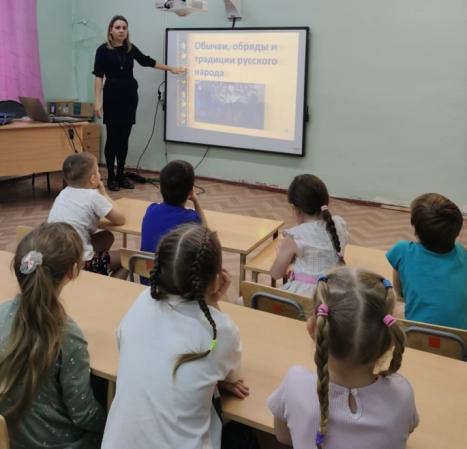 Обычаи, обряды и
традиции русского
народа